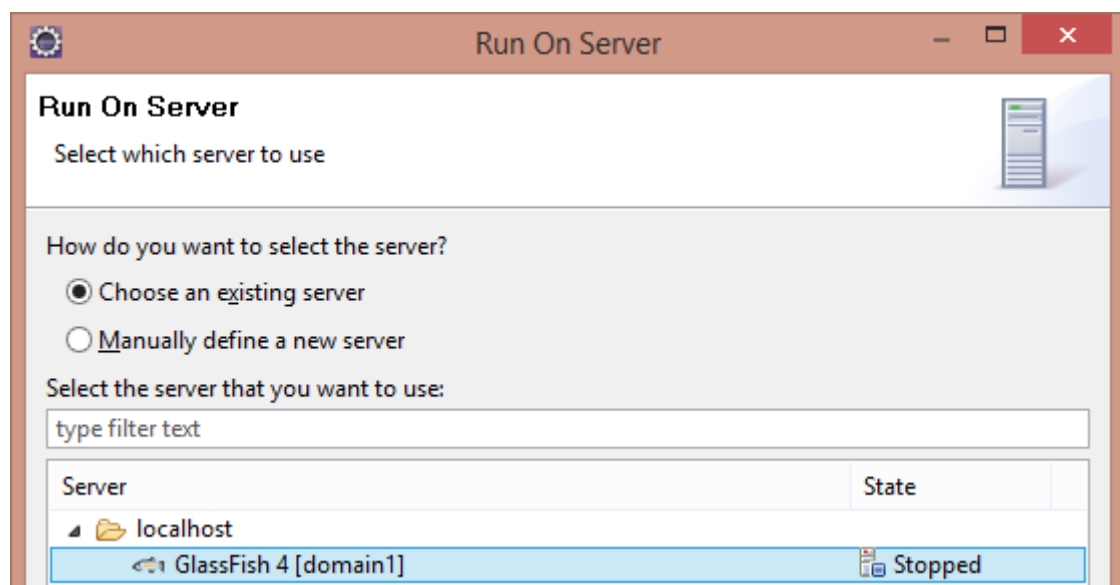 Run On Server
Run On Server
Select which server to use
How do you want to select the server?
Choose an existing server
Manually define a new server
Select the server that you want to use:
type filter text
Server State
localhost
GlassFish 4 [domain1] Stopped